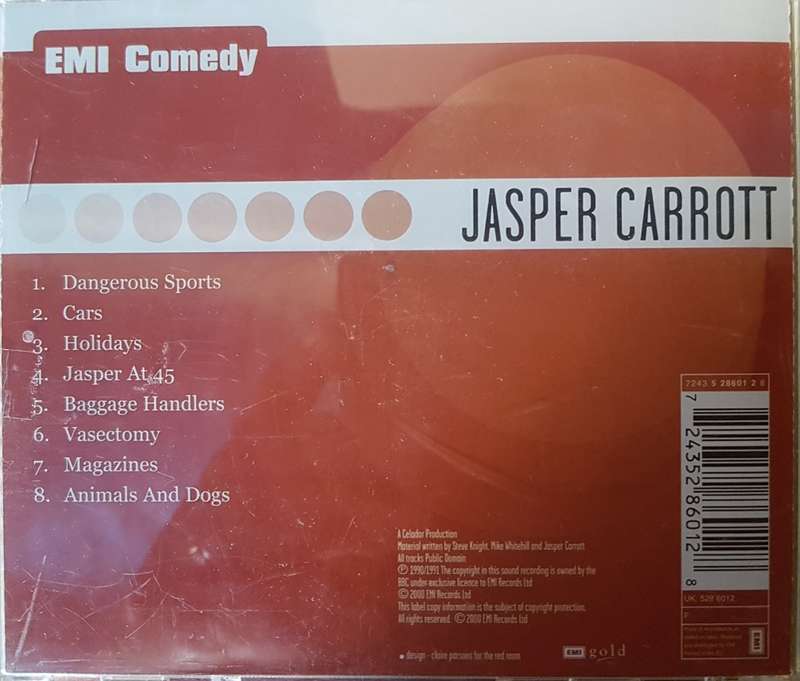 EMI Comedy
JASPER CARROTT
1. Dangerous Sports
2. Cars
3. Holidays
4. Jasper At 45
5. Baggage Handlers
6. Vasectomy
7. Magazines
8. Animals And Dogs
7243 5 28601 2 8
7 24352 86012 8
UK: 528 6012
F:
A Celador Production
Material written by Steve Knight, Mike Whitehill and Jasper Carrott
All tracks Public Domain
Ⓟ 1990/1991 The copyright in this sound recording is owned by the
BBC under exclusive licence to EMI Records Ltd
© 2000 EMI Records Ltd
This label copy information is the subject of copyright protection.
All rights reserved. © 2000 EMI Records Ltd
design - claire parsons for the red room
EMI gold
EMI